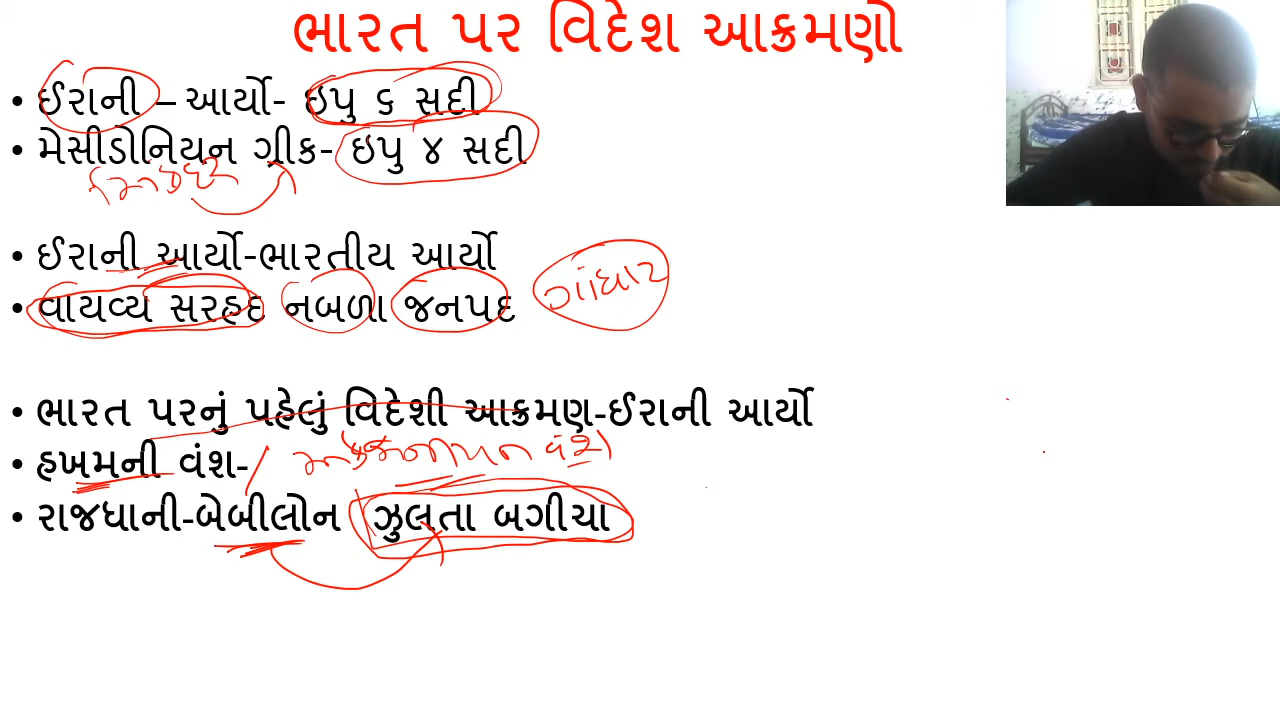 ભારત પર વિદેશ આક્રમણો
• ઈરાની – આર્યો- ઇપુ ૬ સદી
• મેસીડોનિયન ગ્રીક- ઇપુ ૪ સદી
સિકંદર
• ઈરાની આર્યો-ભારતીય આર્યો
• વાયવ્ય સરહદ નબળા જનપદ ગાંધાર
• ભારત પરનું પહેલું વિદેશી આક્રમણ-ઈરાની આર્યો
• હખમની વંશ-/ વંશ
• રાજધાની-બેબીલોન ઝુલતા બગીચા